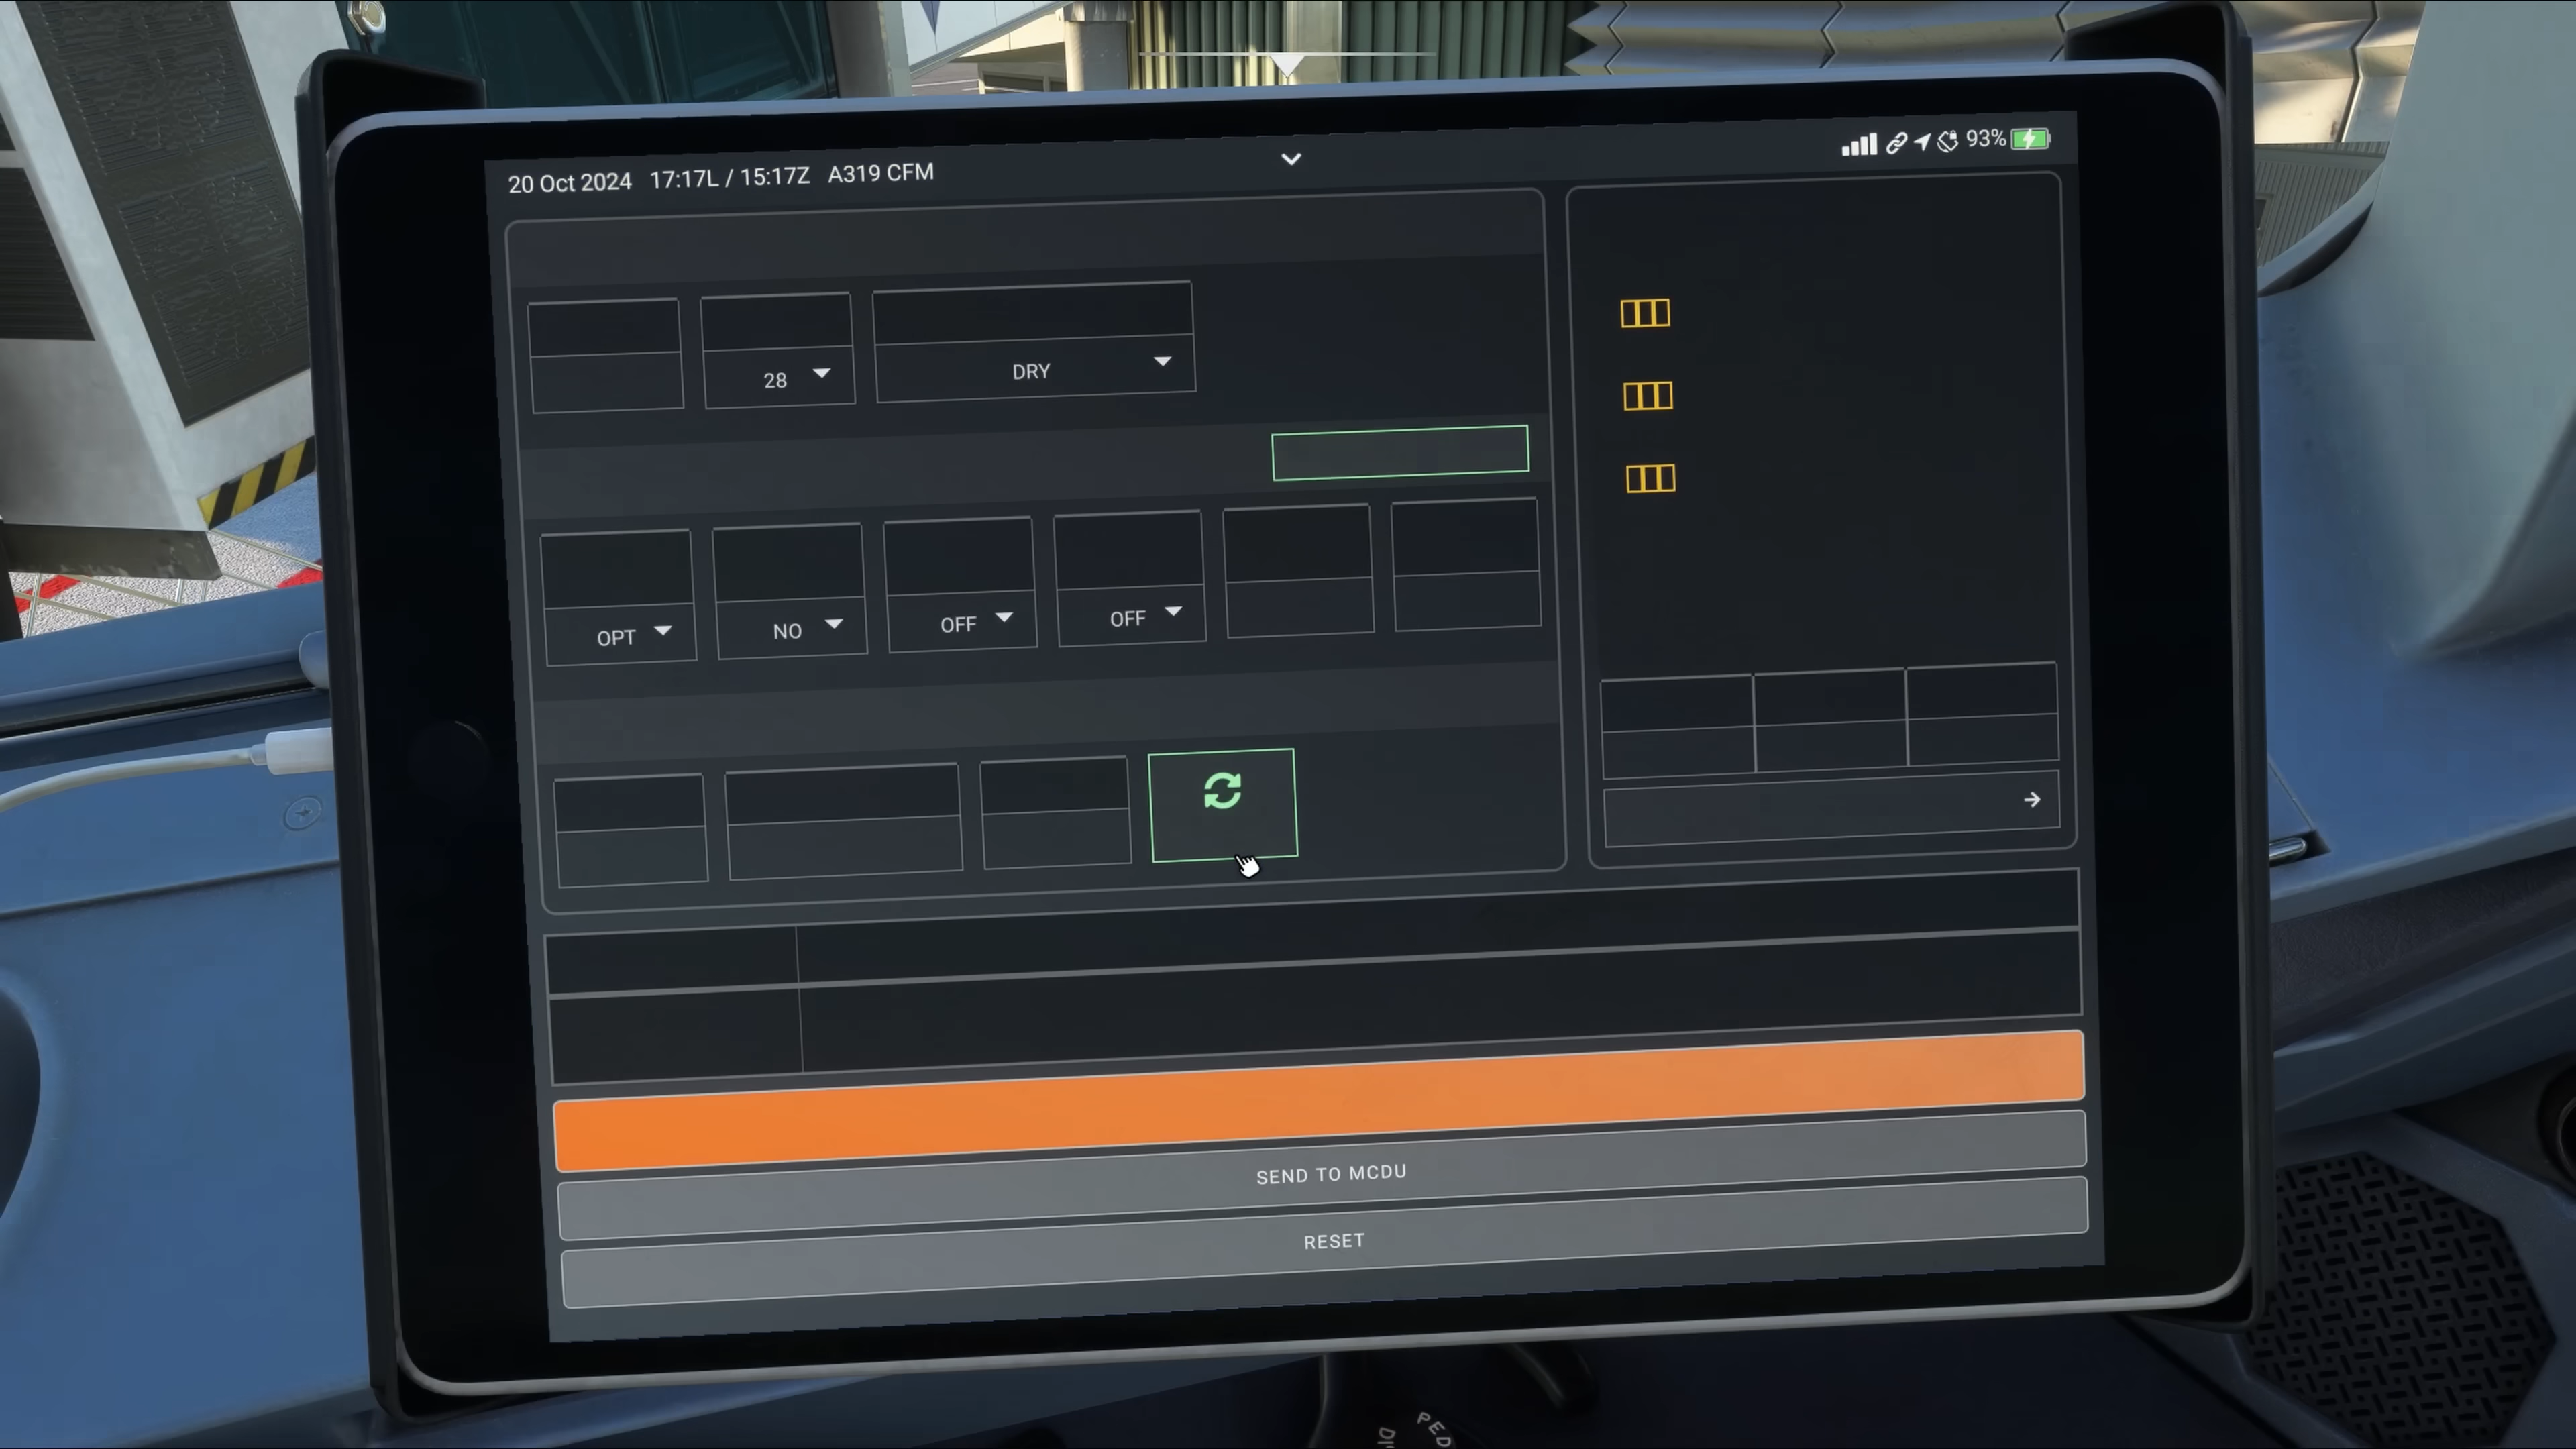 20 Oct 2024 17:17L / 15:17Z A319 CFM 93%
28 DRY
OPT NO OFF OFF
SEND TO MCDU
RESET
PED